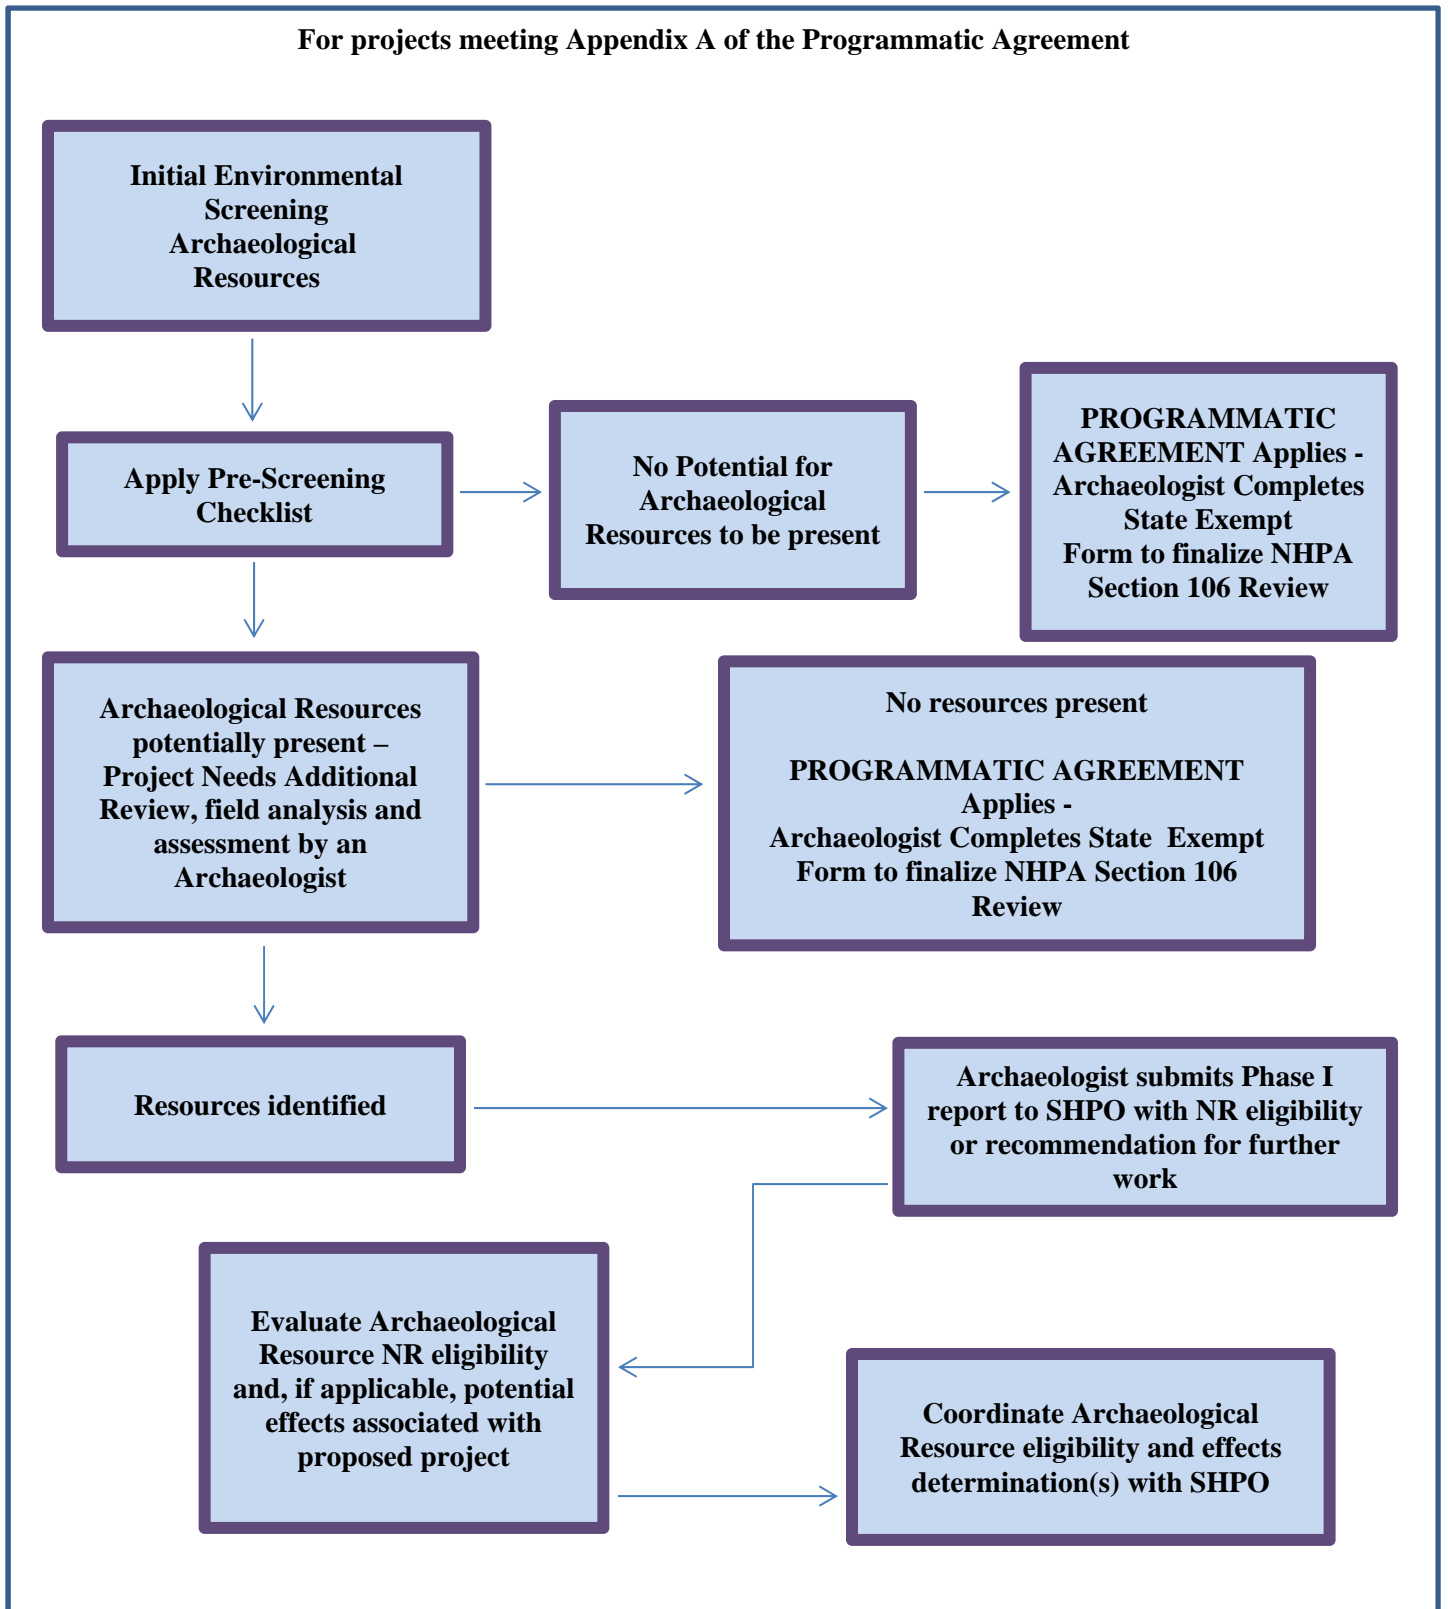 For projects meeting Appendix A of the Programmatic Agreement
Initial Environmental
Screening
Archaeological
Resources
Apply Pre-Screening
Checklist
No Potential for
Archaeological
Resources to be present
PROGRAMMATIC
AGREEMENT Applies -
Archaeologist Completes
State Exempt
Form to finalize NHPA
Section 106 Review
Archaeological Resources
potentially present –
Project Needs Additional
Review, field analysis and
assessment by an
Archaeologist
No resources present
PROGRAMMATIC AGREEMENT
Applies -
Archaeologist Completes State Exempt
Form to finalize NHPA Section 106
Review
Resources identified
Archaeologist submits Phase I
report to SHPO with NR eligibility
or recommendation for further
work
Evaluate Archaeological
Resource NR eligibility
and, if applicable, potential
effects associated with
proposed project
Coordinate Archaeological
Resource eligibility and effects
determination(s) with SHPO